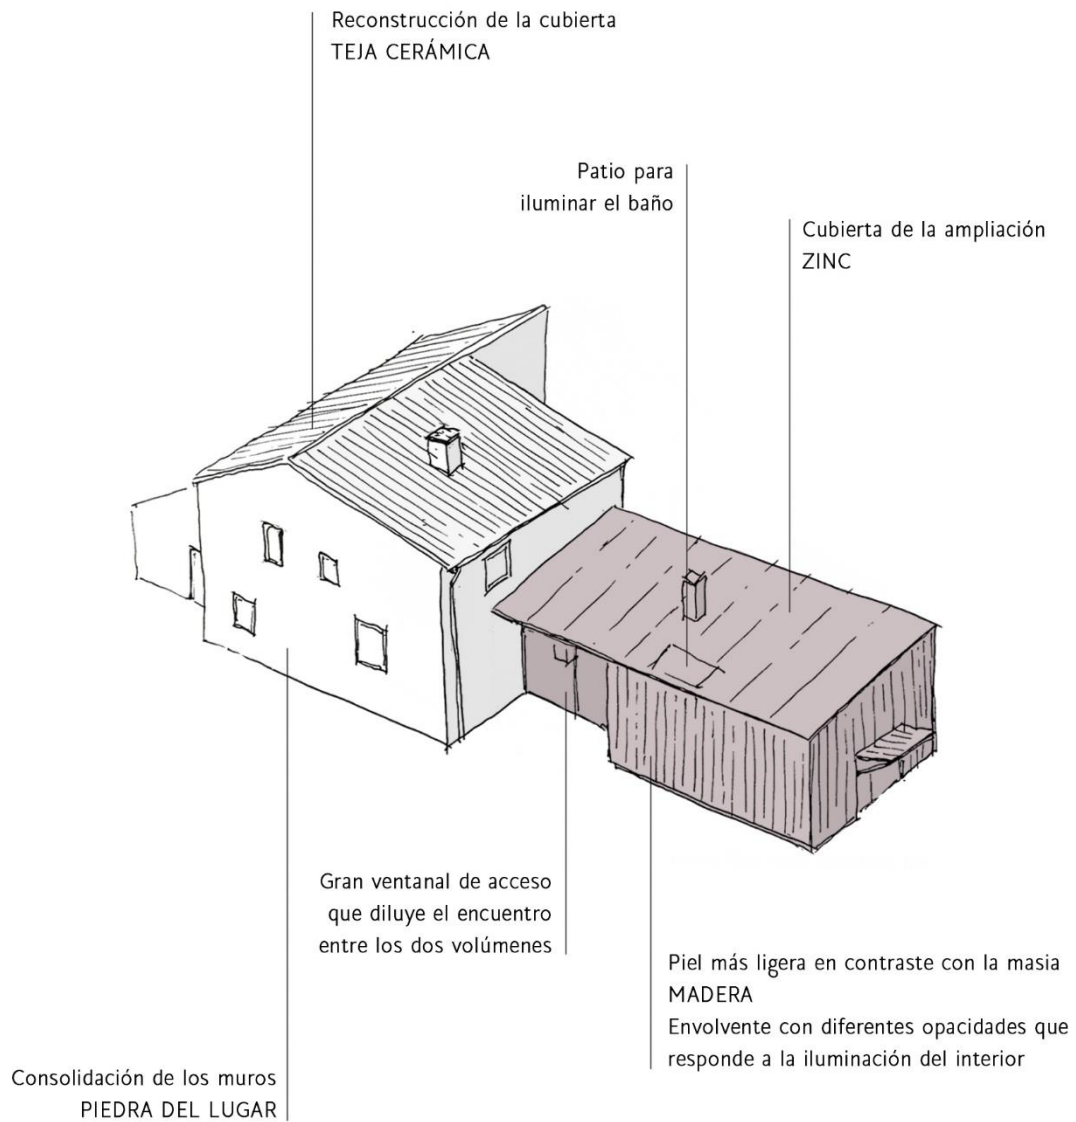 Reconstrucción de la cubierta
TEJA CERÁMICA
Patio para
iluminar el baño
Cubierta de la ampliación
ZINC
Gran ventanal de acceso
que diluye el encuentro
entre los dos volúmenes
Piel más ligera en contraste con la masia
MADERA
Envolvente con diferentes opacidades que
responde a la iluminación del interior
Consolidación de los muros
PIEDRA DEL LUGAR